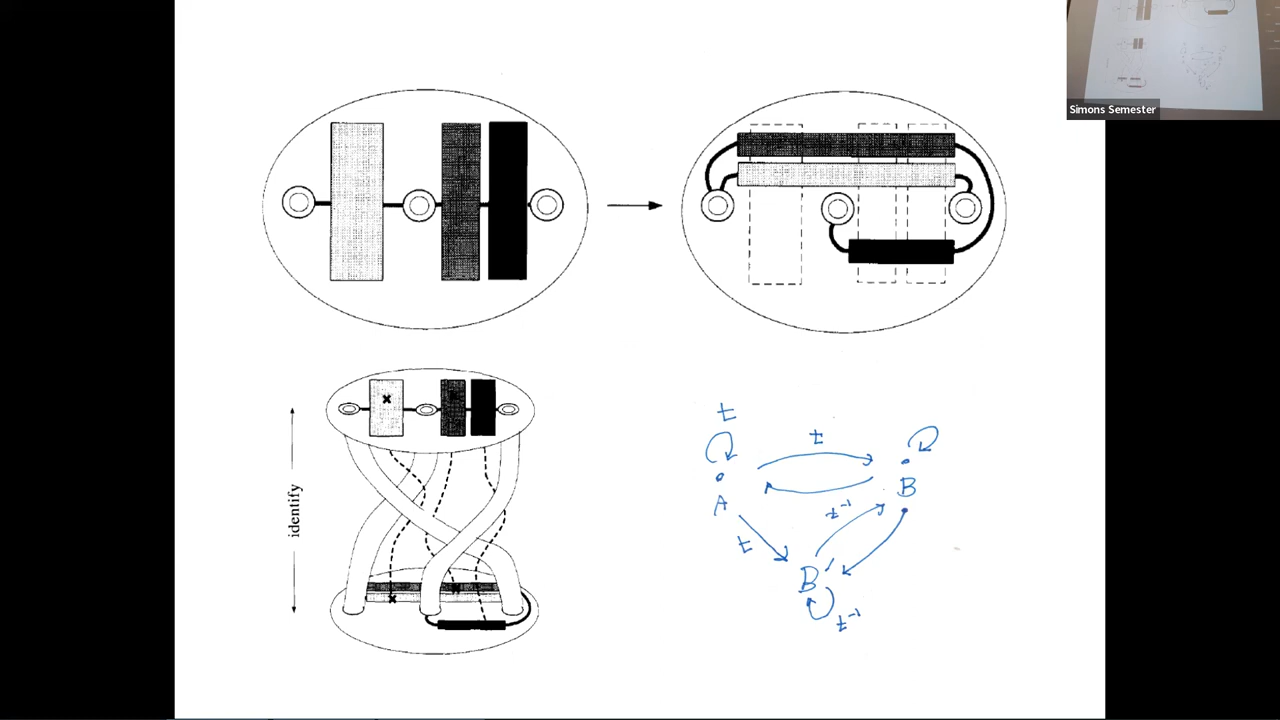 Simons Semester
identify
t
t
A
B
t⁻¹
t
B′
t⁻¹